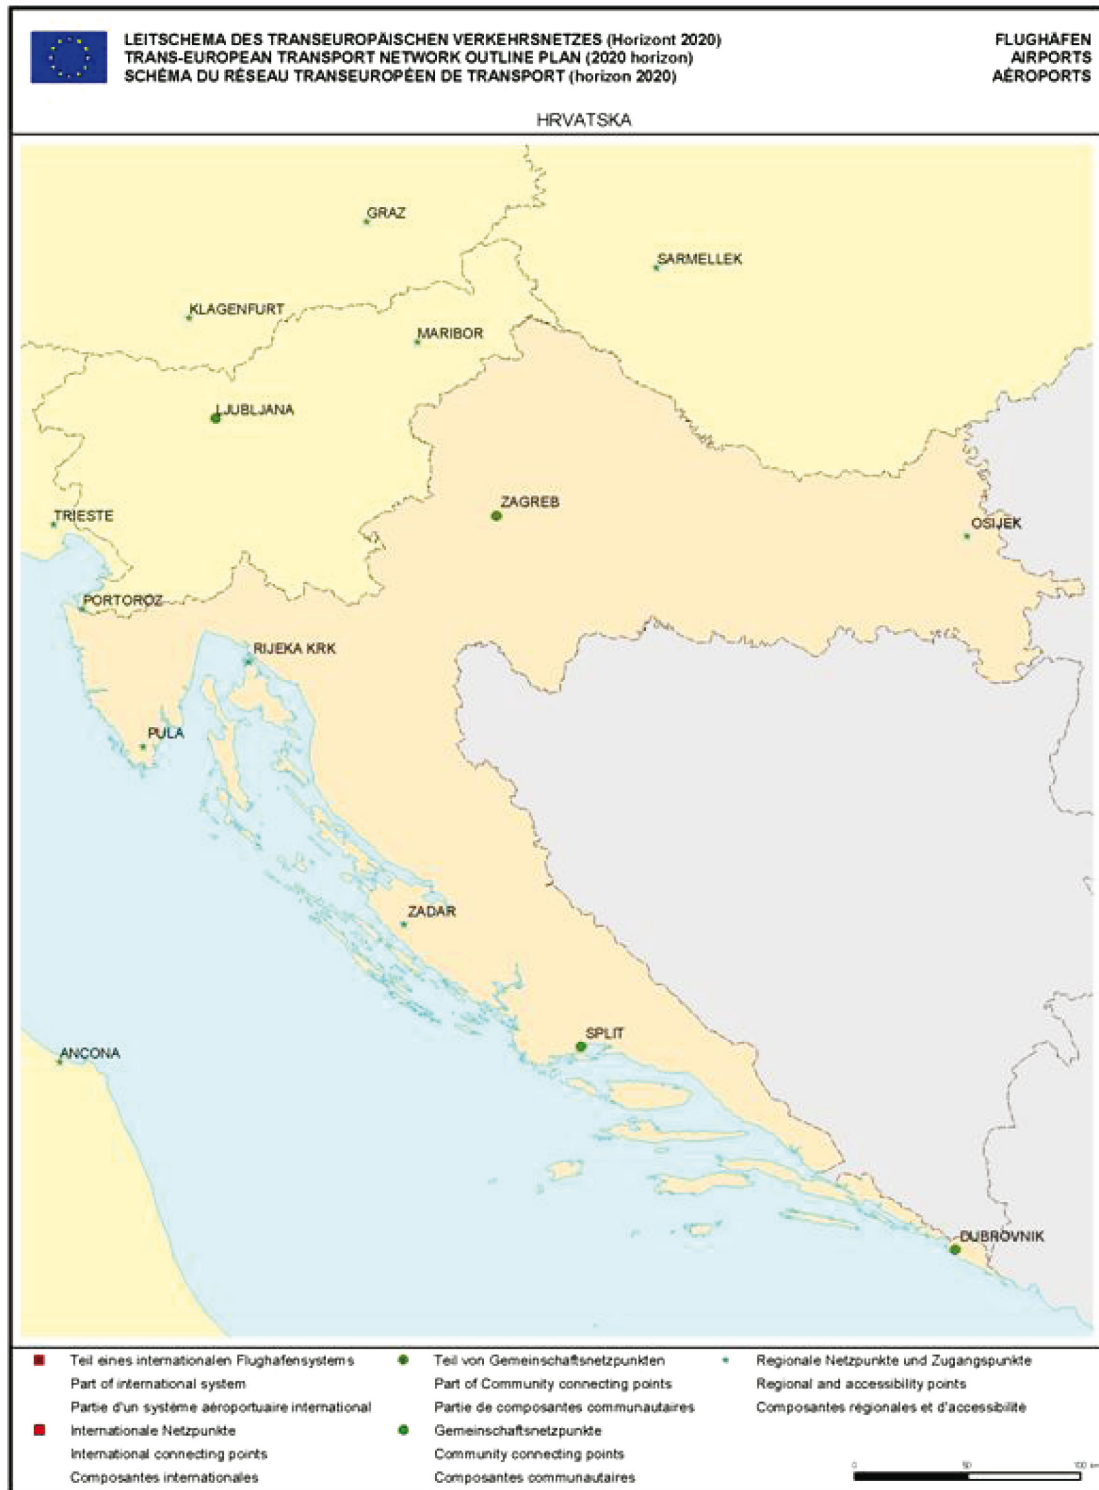 LEITSCHEMA DES TRANSEUROPÄISCHEN VERKEHRSNETZES (Horizont 2020)
TRANS-EUROPEAN TRANSPORT NETWORK OUTLINE PLAN (2020 horizon)
SCHÉMA DU RÉSEAU TRANSEUROPÉEN DE TRANSPORT (horizon 2020)
FLUGHÄFEN
AIRPORTS
AÉROPORTS
HRVATSKA
GRAZ
SARMELLEK
KLAGENFURT
MARIBOR
LJUBLJANA
ZAGREB
TRIESTE
OSIJEK
PORTOROZ
RIJEKA KRK
PULA
ZADAR
SPLIT
ANCONA
DUBROVNIK
Teil eines internationalen Flughafensystems
Part of international system
Partie d'un système aéroportuaire international
Internationale Netzpunkte
International connecting points
Composantes internationales
Teil von Gemeinschaftsnetzpunkten
Part of Community connecting points
Partie de composantes communautaires
Gemeinschaftsnetzpunkte
Community connecting points
Composantes communautaires
Regionale Netzpunkte und Zugangspunkte
Regional and accessibility points
Composantes régionales et d'accessibilité
0 50 100 km